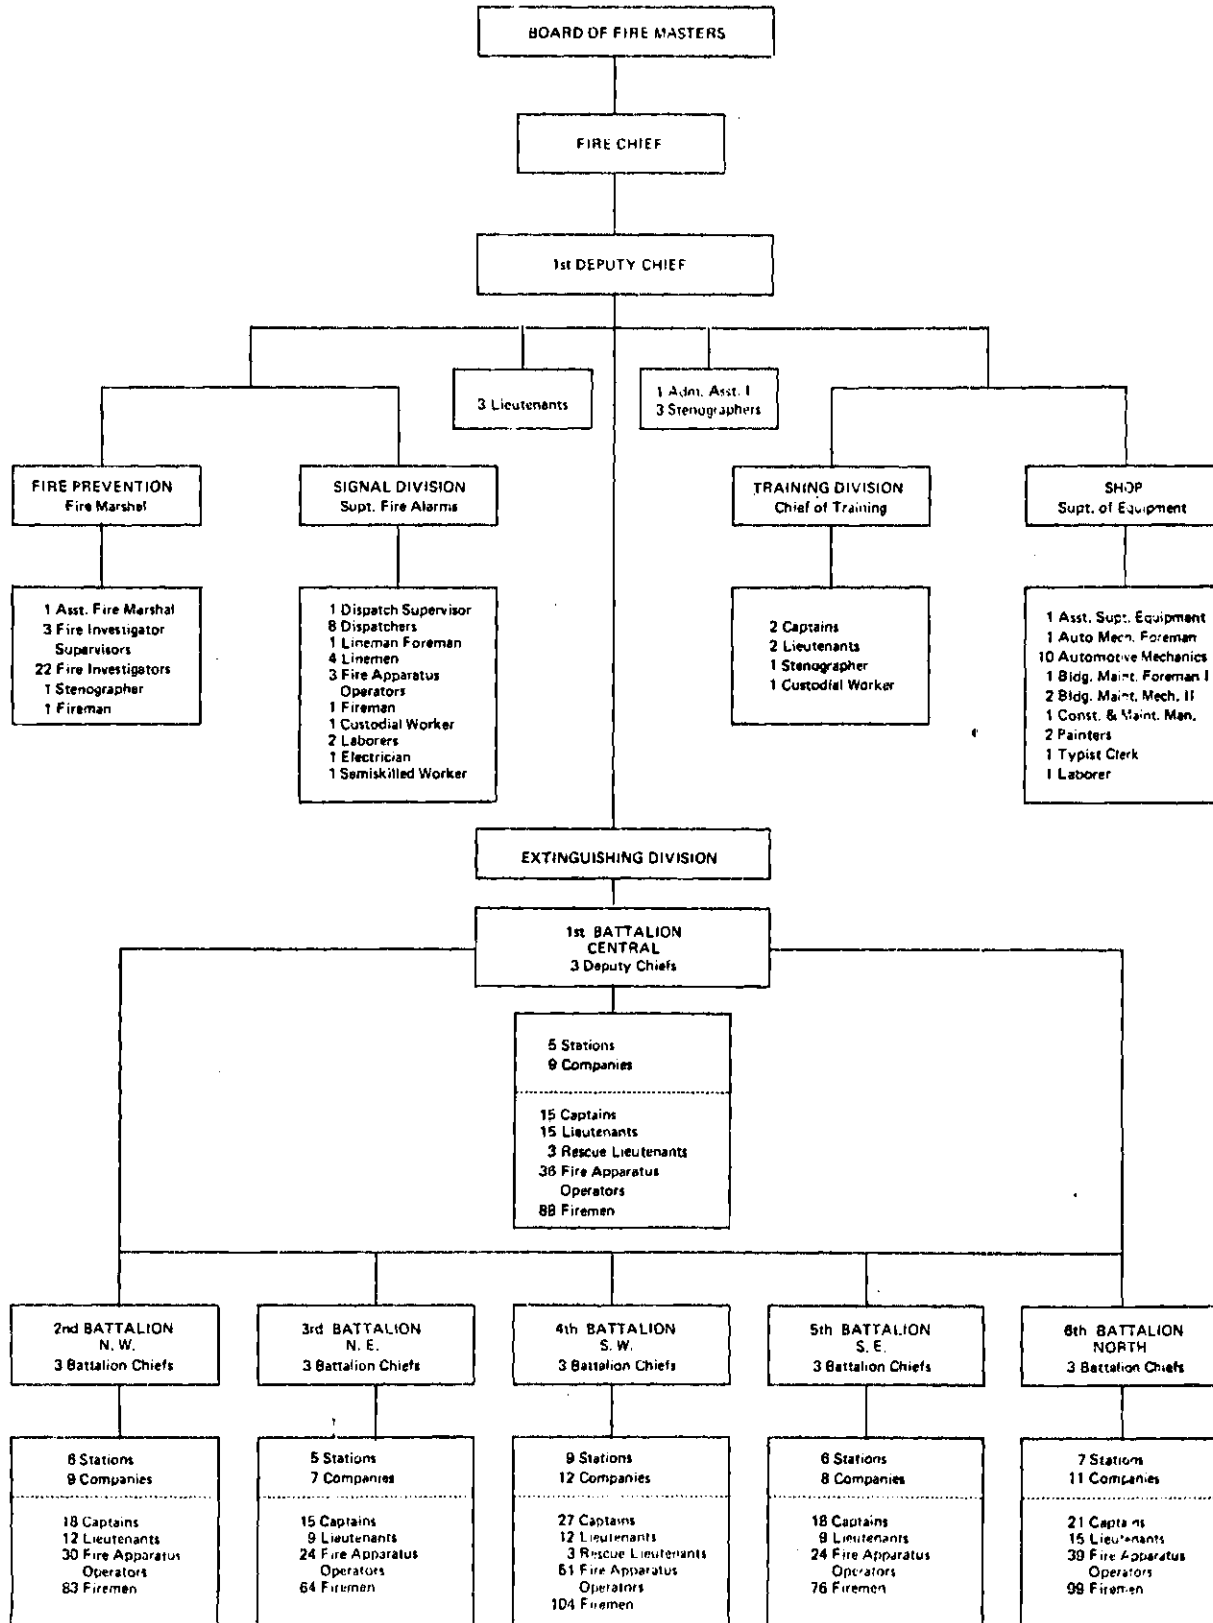 BOARD OF FIRE MASTERS
FIRE CHIEF
1st DEPUTY CHIEF
3 Lieutenants
1 Adm. Asst. I
3 Stenographers
FIRE PREVENTION
Fire Marshal
SIGNAL DIVISION
Supt. Fire Alarms
TRAINING DIVISION
Chief of Training
SHOP
Supt. of Equipment
1 Asst. Fire Marshal
3 Fire Investigator
Supervisors
22 Fire Investigators
1 Stenographer
1 Fireman
1 Dispatch Supervisor
8 Dispatchers
1 Lineman Foreman
4 Linemen
3 Fire Apparatus
Operators
1 Fireman
1 Custodial Worker
2 Laborers
1 Electrician
1 Semiskilled Worker
2 Captains
2 Lieutenants
1 Stenographer
1 Custodial Worker
1 Asst. Supt. Equipment
1 Auto Mech. Foreman
10 Automotive Mechanics
1 Bldg. Maint. Foreman I
2 Bldg. Maint. Mech. II
1 Const. & Maint. Man.
2 Painters
1 Typist Clerk
1 Laborer
EXTINGUISHING DIVISION
1st BATTALION
CENTRAL
3 Deputy Chiefs
5 Stations
9 Companies
15 Captains
15 Lieutenants
3 Rescue Lieutenants
36 Fire Apparatus
Operators
88 Firemen
2nd BATTALION
N. W.
3 Battalion Chiefs
3rd BATTALION
N. E.
3 Battalion Chiefs
4th BATTALION
S. W.
3 Battalion Chiefs
5th BATTALION
S. E.
3 Battalion Chiefs
6th BATTALION
NORTH
3 Battalion Chiefs
6 Stations
9 Companies
18 Captains
12 Lieutenants
30 Fire Apparatus
Operators
83 Firemen
5 Stations
7 Companies
15 Captains
9 Lieutenants
24 Fire Apparatus
Operators
64 Firemen
9 Stations
12 Companies
27 Captains
12 Lieutenants
3 Rescue Lieutenants
51 Fire Apparatus
Operators
104 Firemen
6 Stations
8 Companies
18 Captains
9 Lieutenants
24 Fire Apparatus
Operators
76 Firemen
7 Stations
11 Companies
21 Captains
15 Lieutenants
39 Fire Apparatus
Operators
99 Firemen